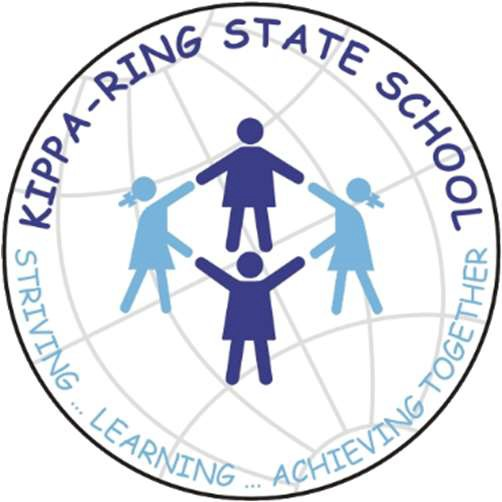 KIPPA-RING STATE SCHOOL
STRIVING ... LEARNING ... ACHIEVING TOGETHER